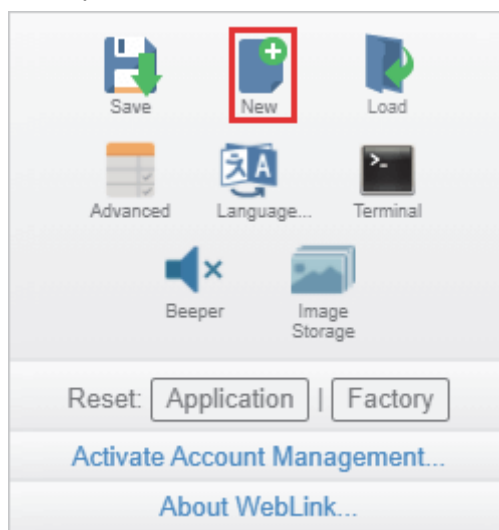 Save
New
Load
Advanced
Language...
Terminal
Beeper
Image
Storage
Reset: Application | Factory
Activate Account Management...
About WebLink...